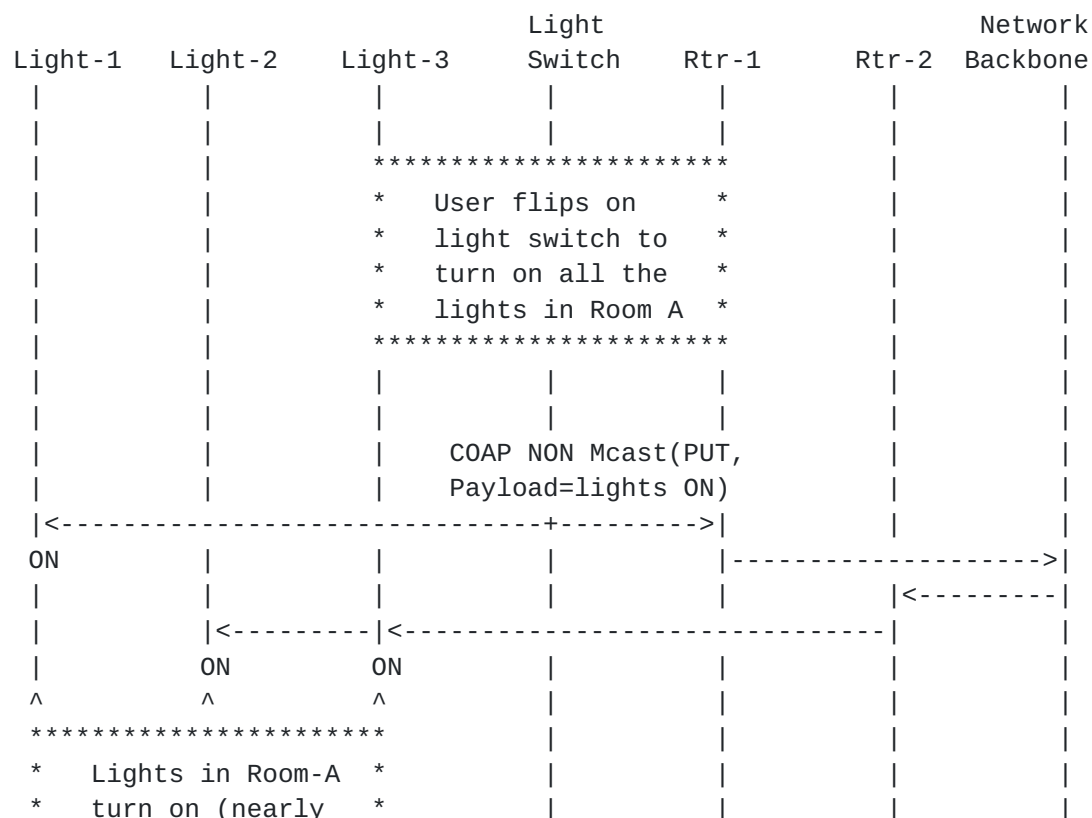 Light                        Network
Light-1   Light-2    Light-3     Switch    Rtr-1      Rtr-2  Backbone
 |          |          |          |          |          |          |
 |          |          |          |          |          |          |
 |          |          ***********************          |          |
 |          |          *   User flips on     *          |          |
 |          |          *   light switch to   *          |          |
 |          |          *   turn on all the   *          |          |
 |          |          *   lights in Room A  *          |          |
 |          |          ***********************          |          |
 |          |          |          |          |          |          |
 |          |          |          |          |          |          |
 |          |          |    COAP NON Mcast(PUT,         |          |
 |          |          |    Payload=lights ON)          |          |
 |<-------------------------------+--------->|          |          |
 ON         |          |          |          |-------------------->|
 |          |          |          |          |          |<---------|
 |          |<---------|<-------------------------------|          |
 |          ON         ON         |          |          |          |
 ^          ^          ^          |          |          |          |
 ***********************          |          |          |          |
 *   Lights in Room-A  *          |          |          |          |
 *   turn on (nearly   *          |          |          |          |